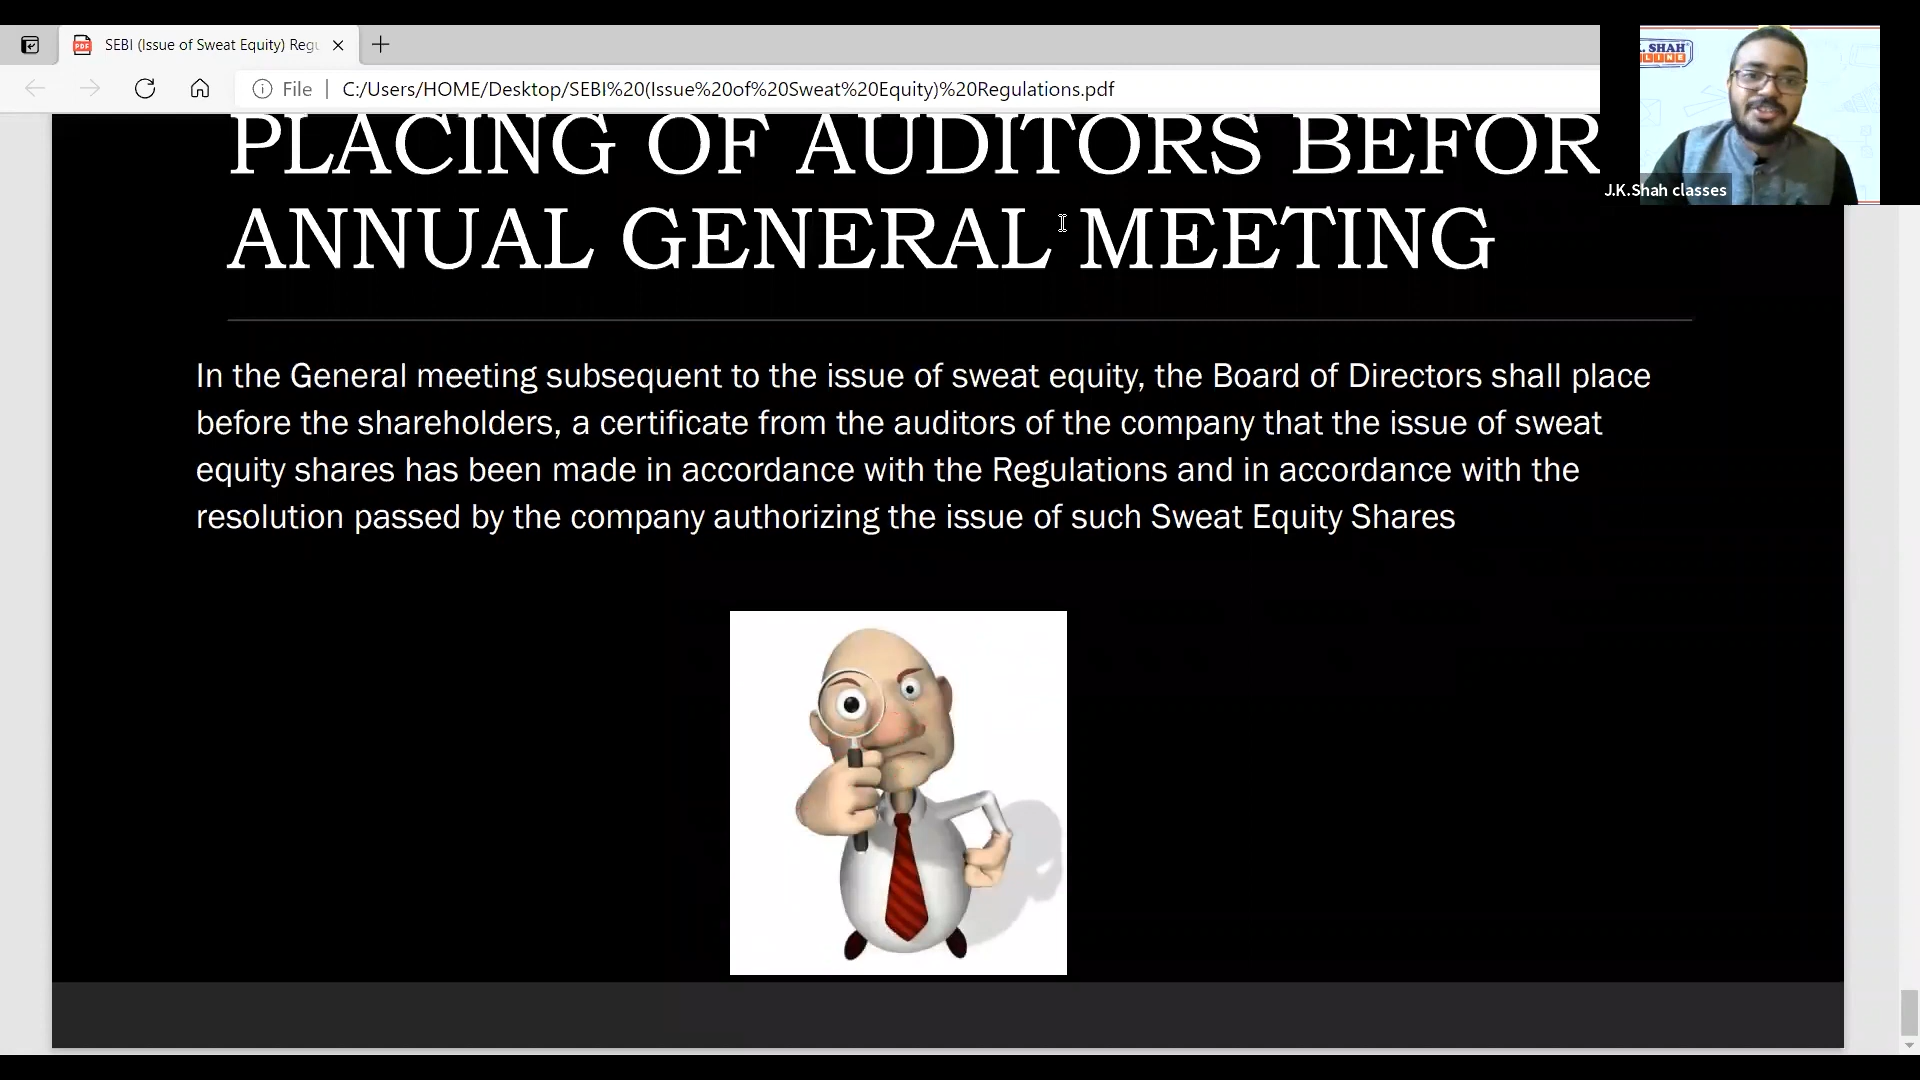 SEBI (Issue of Sweat Equity) Regu
File
C:/Users/HOME/Desktop/SEBI%20(Issue%20of%20Sweat%20Equity)%20Regulations.pdf
K. SHAH
LINE
J.K.Shah classes
PLACING OF AUDITORS BEFOR
ANNUAL GENERAL MEETING
In the General meeting subsequent to the issue of sweat equity, the Board of Directors shall place
before the shareholders, a certificate from the auditors of the company that the issue of sweat
equity shares has been made in accordance with the Regulations and in accordance with the
resolution passed by the company authorizing the issue of such Sweat Equity Shares